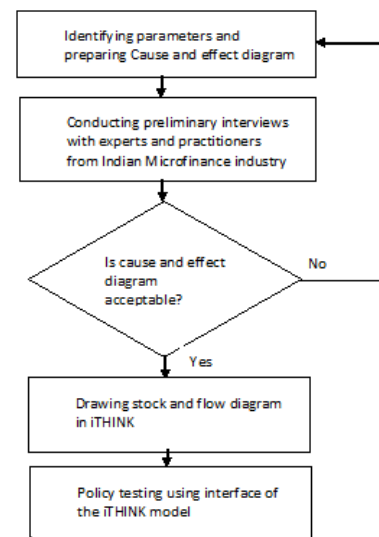 Identifying parameters and
preparing Cause and effect diagram
Conducting preliminary interviews
with experts and practitioners
from Indian Microfinance industry
Is cause and effect
diagram
acceptable?
No
Yes
Drawing stock and flow diagram
in iTHINK
Policy testing using interface of
the iTHINK model